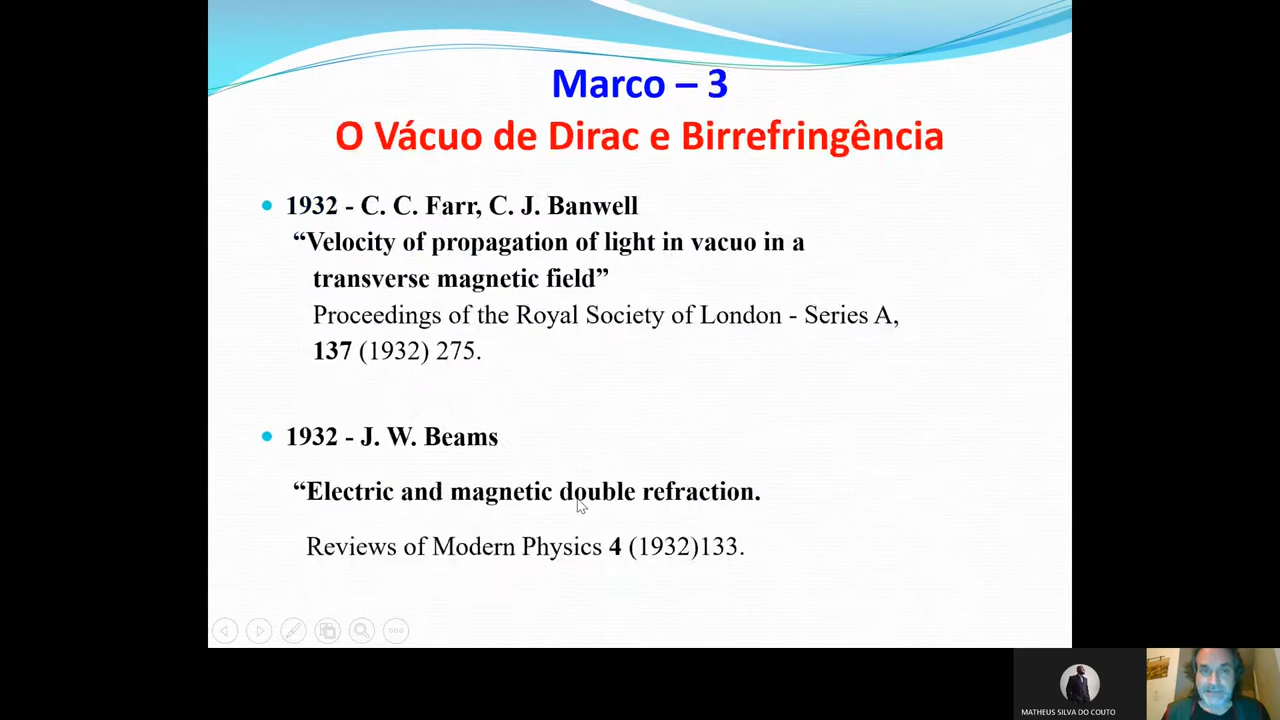 Marco – 3
O Vácuo de Dirac e Birrefringência
1932 - C. C. Farr, C. J. Banwell
“Velocity of propagation of light in vacuo in a
transverse magnetic field”
Proceedings of the Royal Society of London - Series A,
137 (1932) 275.
1932 - J. W. Beams
“Electric and magnetic double refraction.
Reviews of Modern Physics 4 (1932)133.
MATHEUS SILVA DO COUTO